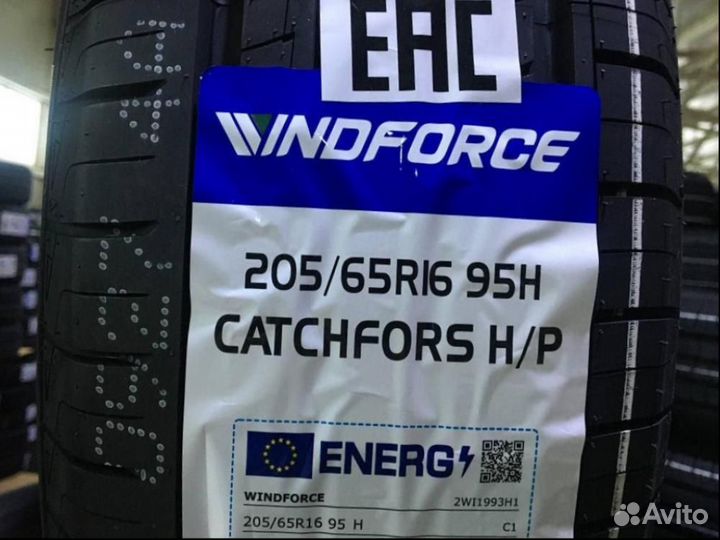 EAC
WINDFORCE
205/65R16 95H
CATCHFORS H/P
ENERG
WINDFORCE 2WI1993H1
205/65R16 95 H C1
Avito